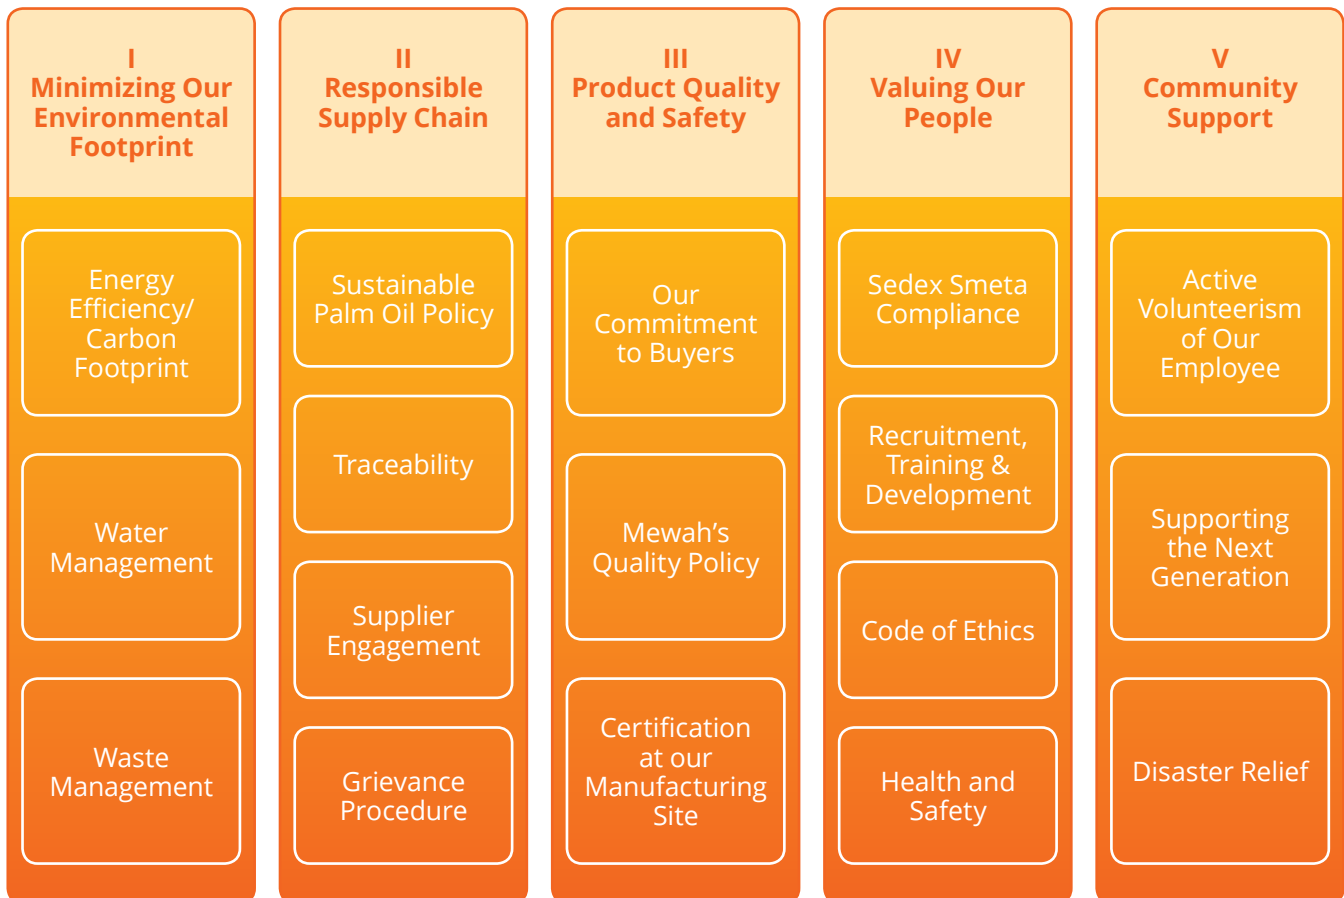 I
Minimizing Our
Environmental
Footprint
Energy
Efficiency/
Carbon
Footprint
Water
Management
Waste
Management
II
Responsible
Supply Chain
Sustainable
Palm Oil Policy
Traceability
Supplier
Engagement
Grievance
Procedure
III
Product Quality
and Safety
Our
Commitment
to Buyers
Mewah’s
Quality Policy
Certification
at our
Manufacturing
Site
IV
Valuing Our
People
Sedex Smeta
Compliance
Recruitment,
Training &
Development
Code of Ethics
Health and
Safety
V
Community
Support
Active
Volunteerism
of Our
Employee
Supporting
the Next
Generation
Disaster Relief